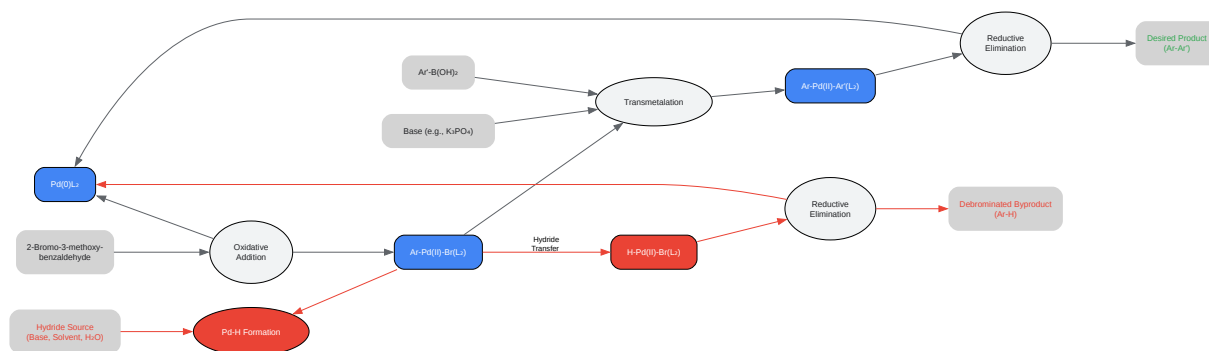 Reductive
Elimination
Desired Product
(Ar-Ar')
Ar'-B(OH)₂
Transmetalation
Ar-Pd(II)-Ar'(L₂)
Base (e.g., K₃PO₄)
Pd(0)L₂
Reductive
Elimination
Debrominated Byproduct
(Ar-H)
2-Bromo-3-methoxy-
benzaldehyde
Oxidative
Addition
Ar-Pd(II)-Br(L₂)
Hydride
Transfer
H-Pd(II)-Br(L₂)
Hydride Source
(Base, Solvent, H₂O)
Pd-H Formation